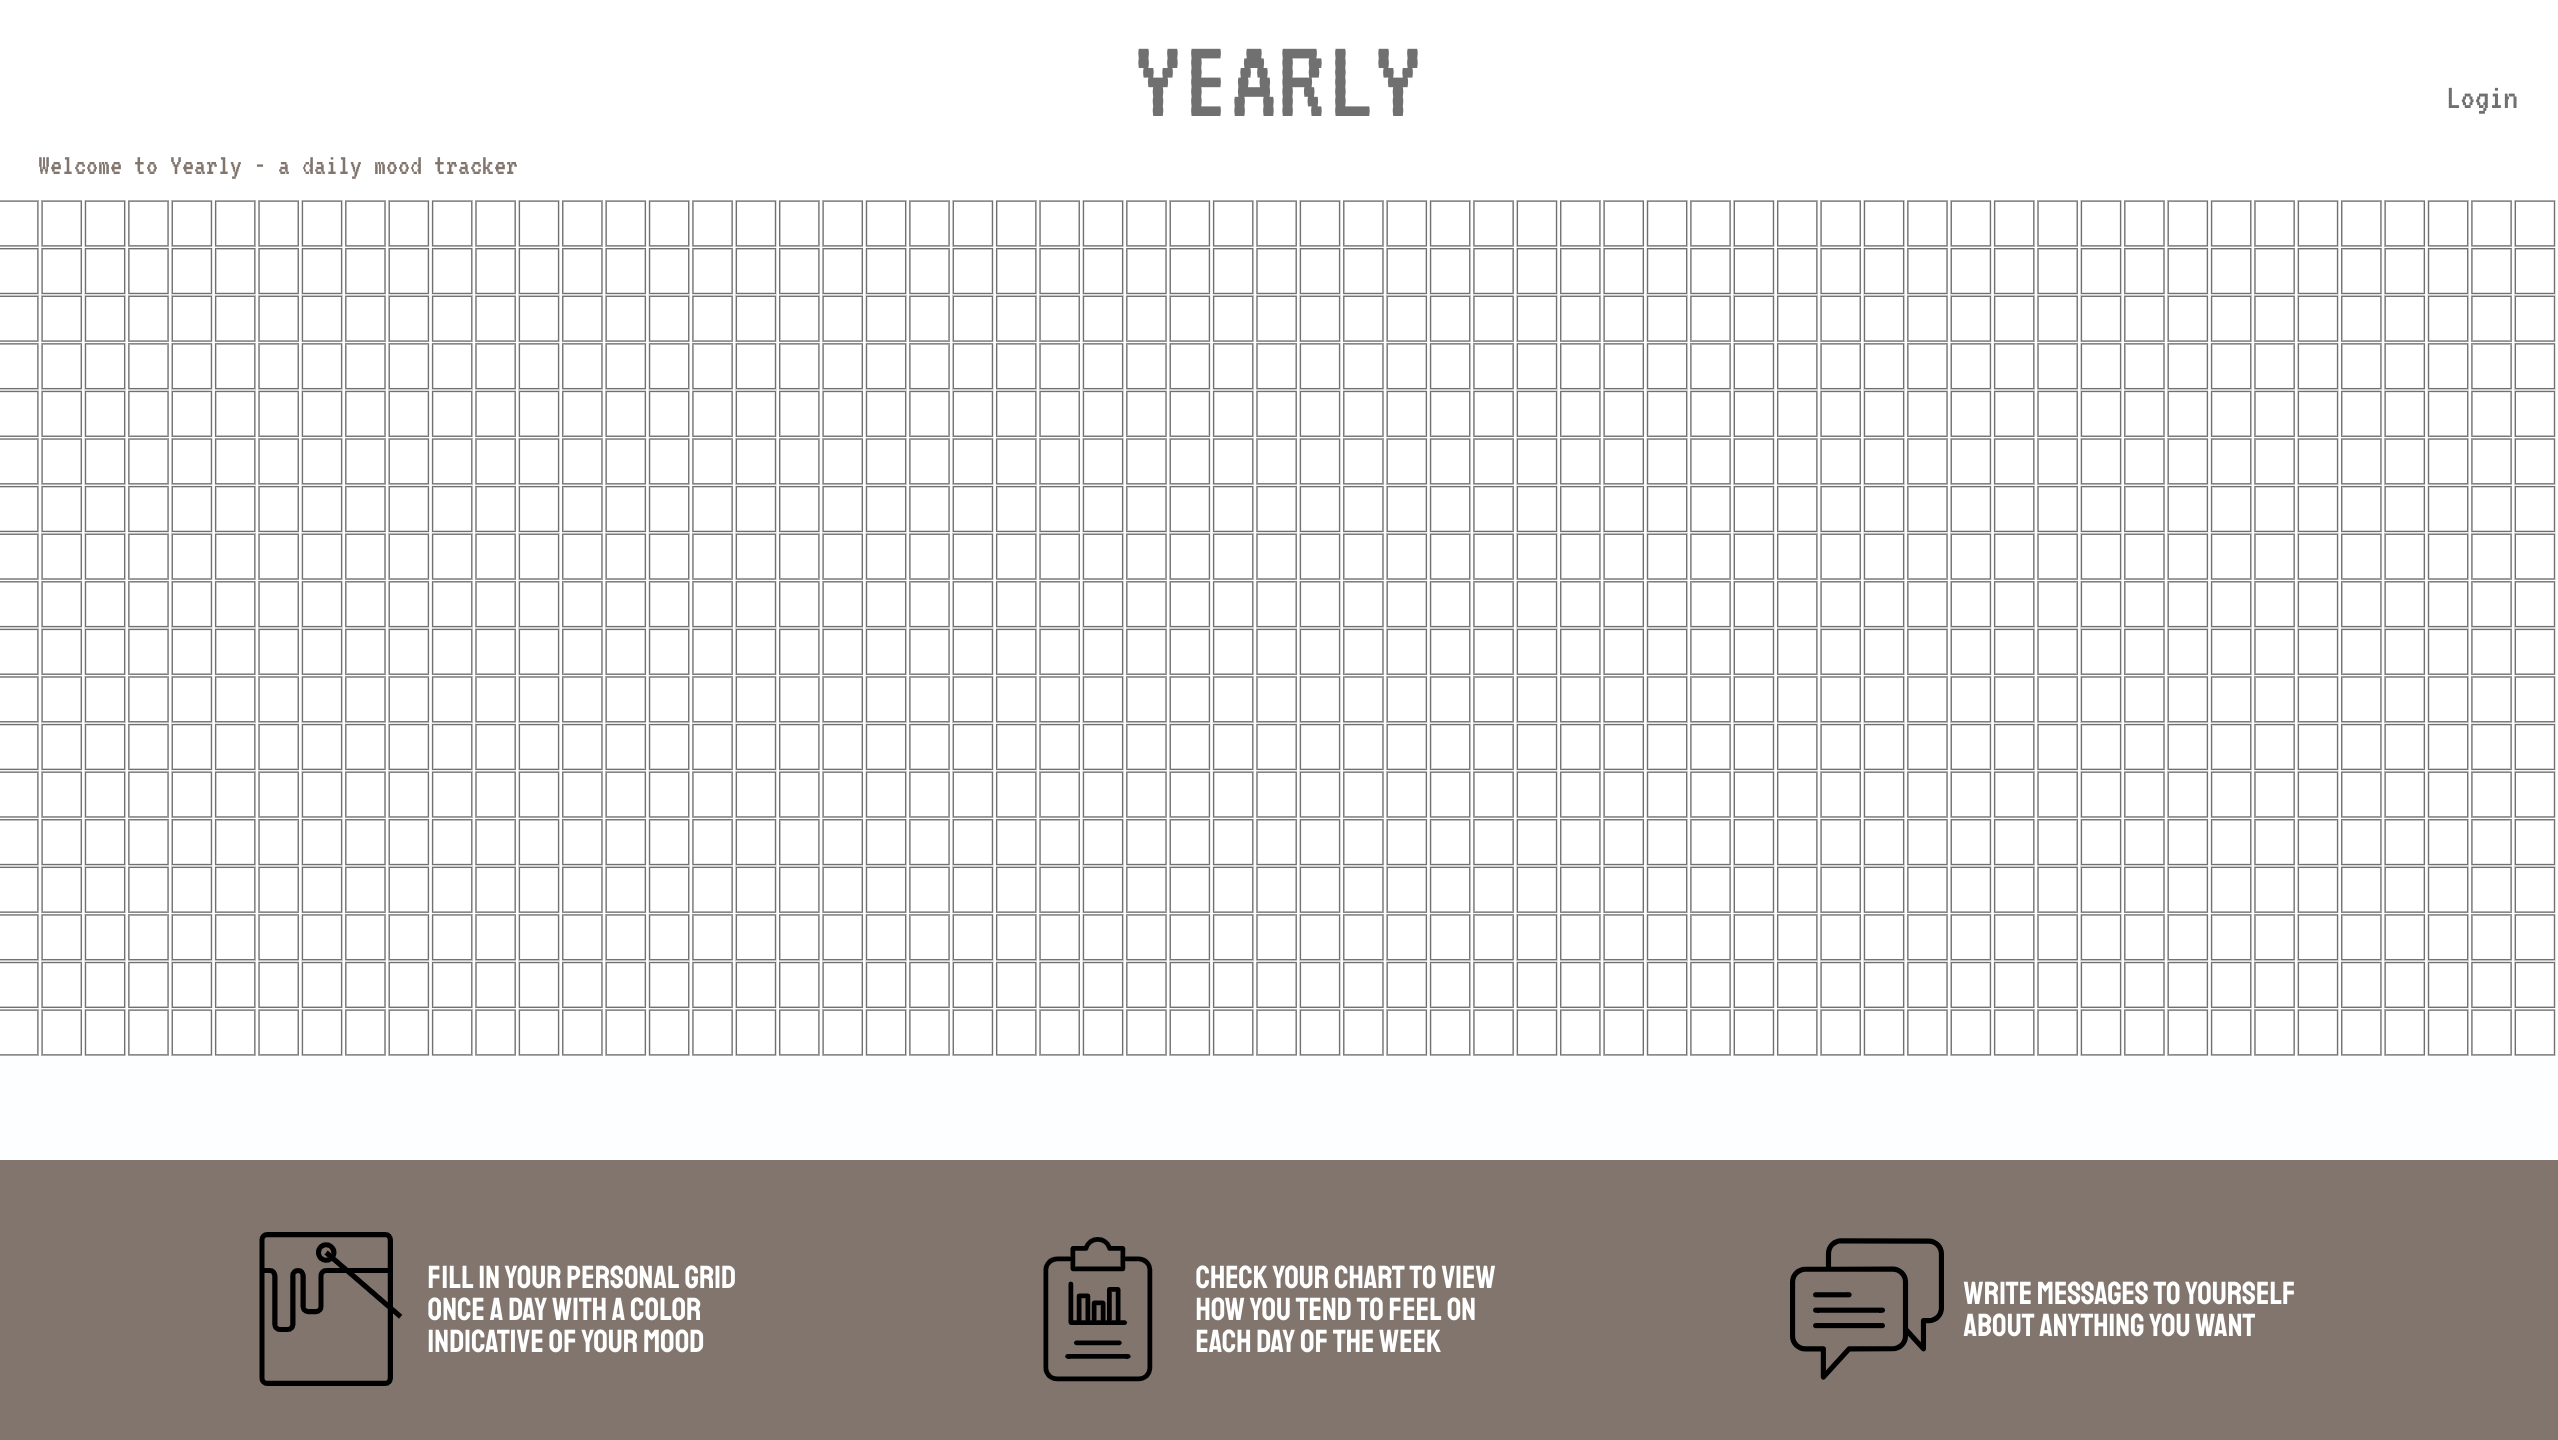 YEARLY
Login
Welcome to Yearly - a daily mood tracker
FILL IN YOUR PERSONAL GRID
ONCE A DAY WITH A COLOR
INDICATIVE OF YOUR MOOD
CHECK YOUR CHART TO VIEW
HOW YOU TEND TO FEEL ON
EACH DAY OF THE WEEK
WRITE MESSAGES TO YOURSELF
ABOUT ANYTHING YOU WANT